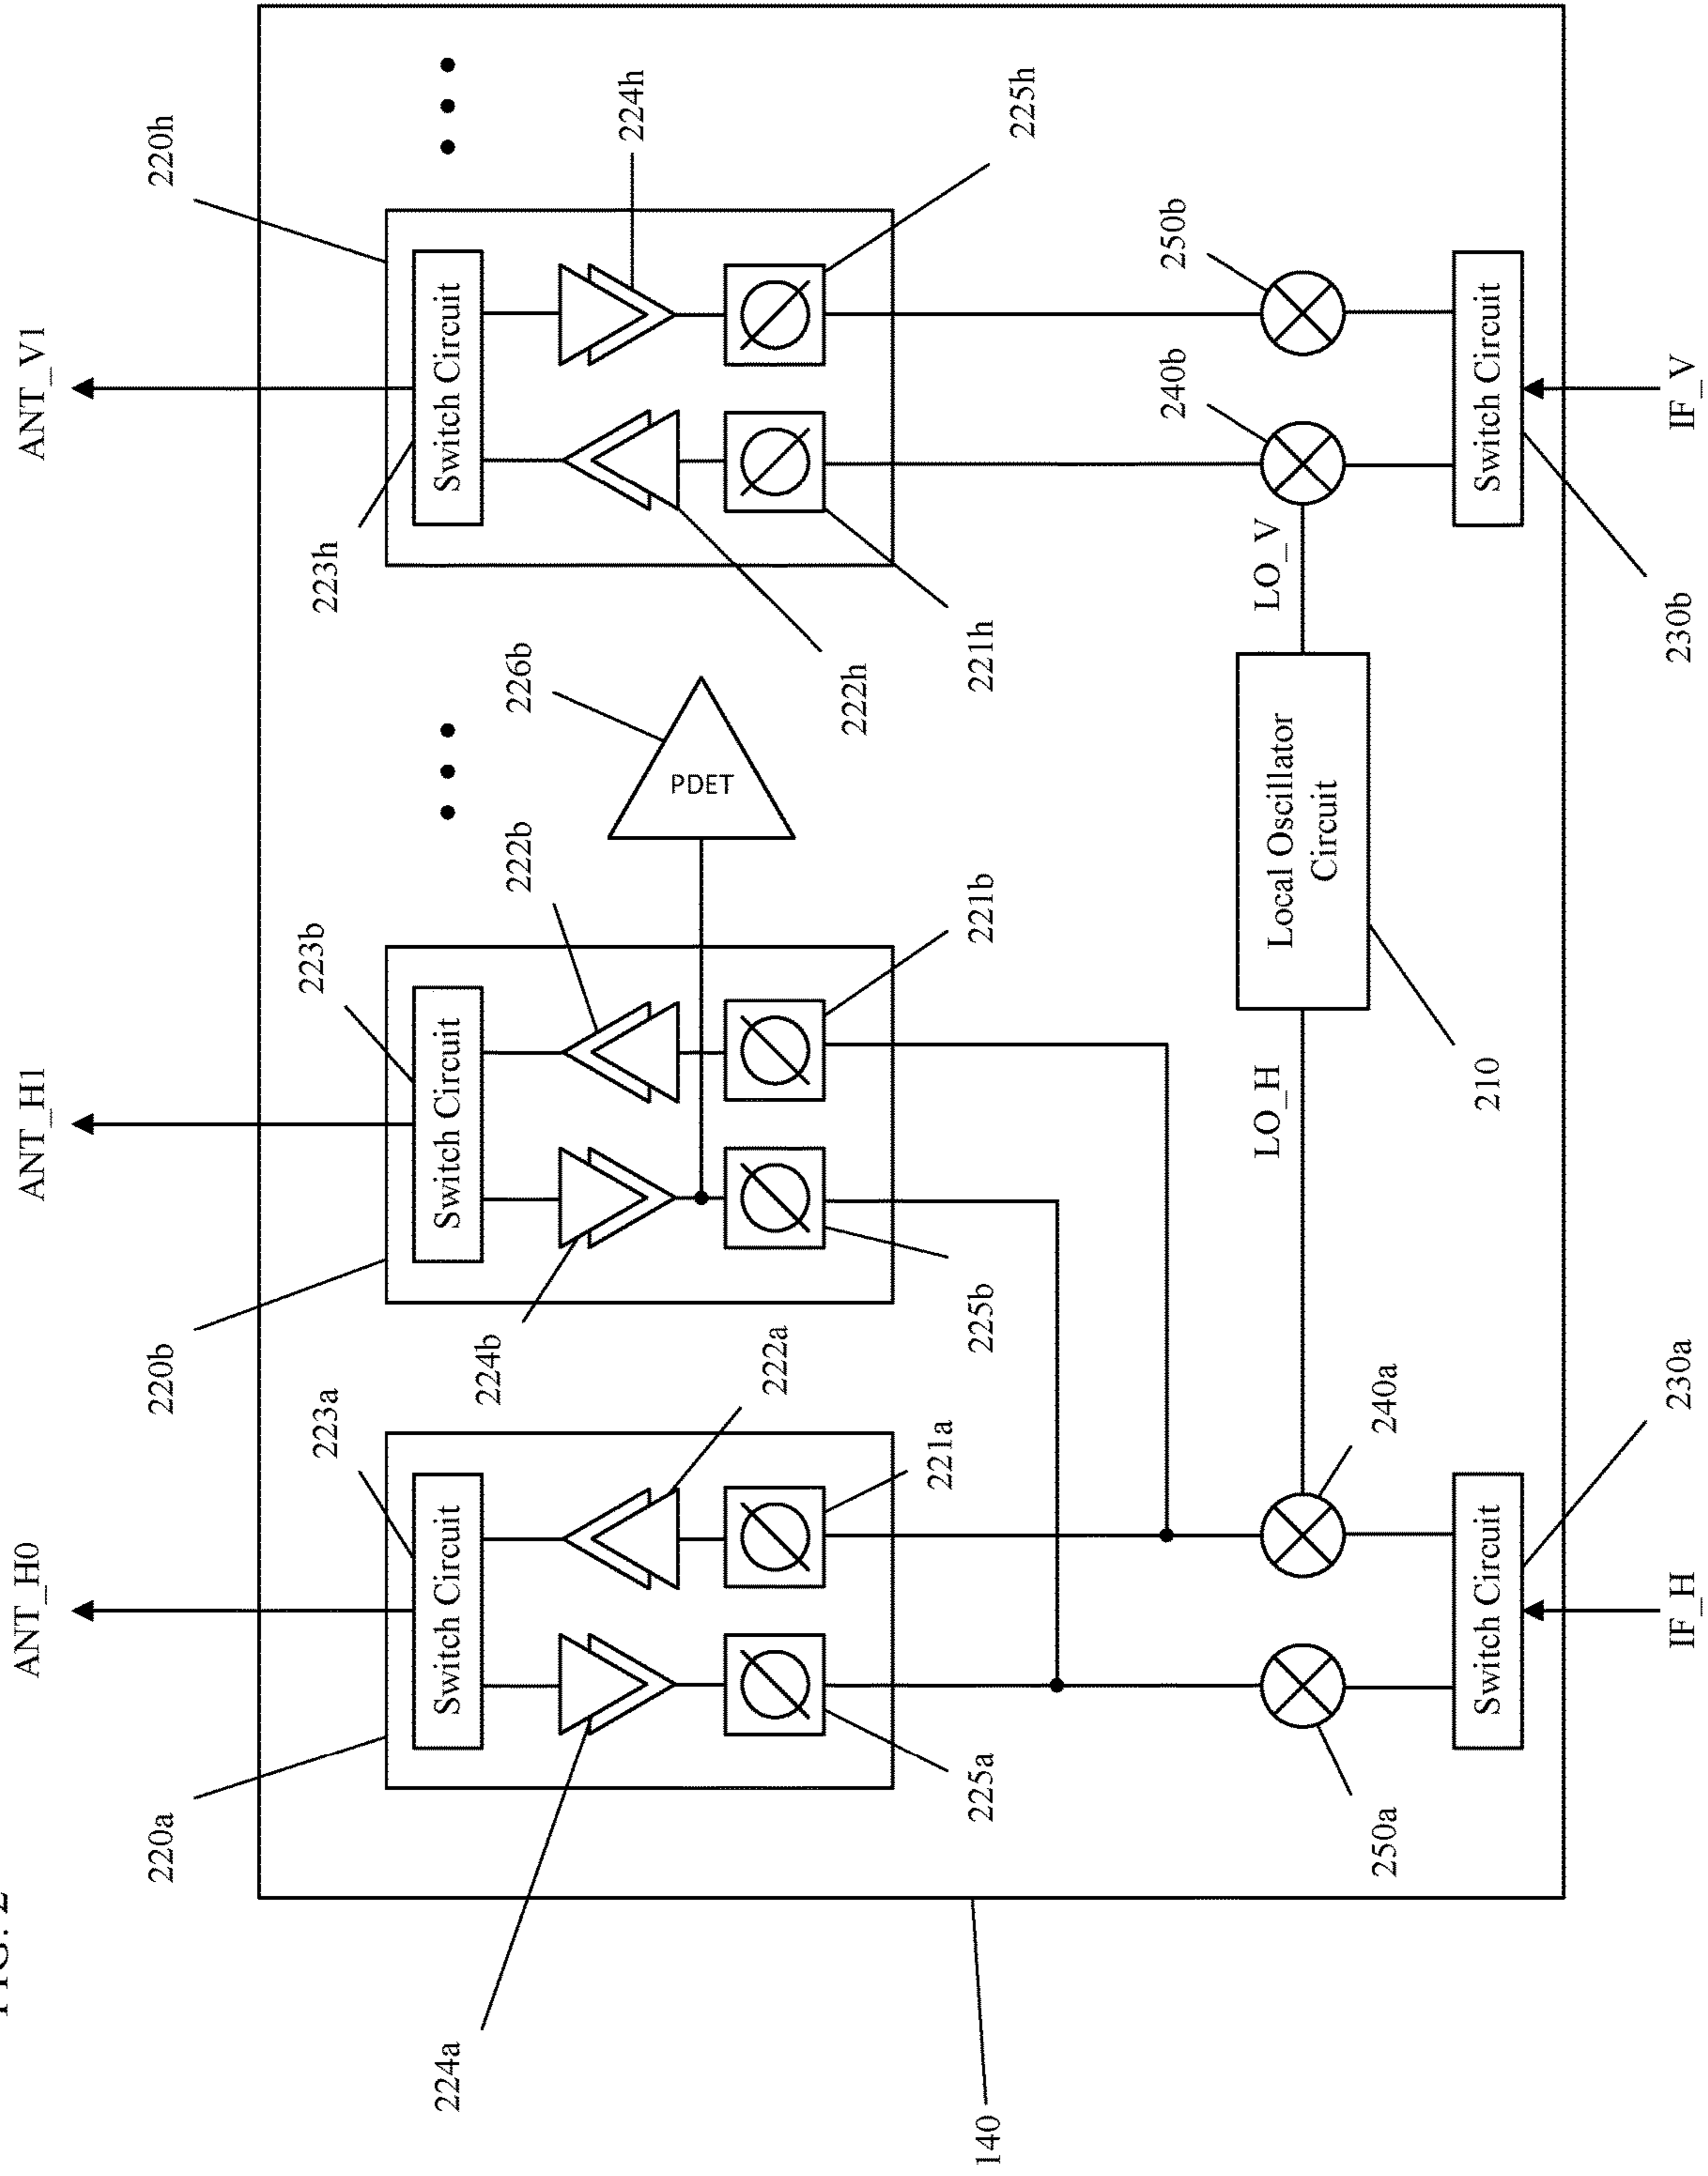 FIG. 2
ANT_H0
ANT_H1
ANT_V1
220a
223a
220b
223b
220h
223h
Switch Circuit
Switch Circuit
Switch Circuit
224a
222a
224b
222b
226b
PDET
222h
224h
225a
221a
225b
221b
221h
225h
140
250a
240a
LO_H
Local Oscillator
Circuit
210
LO_V
240b
250b
Switch Circuit
230a
Switch Circuit
230b
IF_H
IF_V